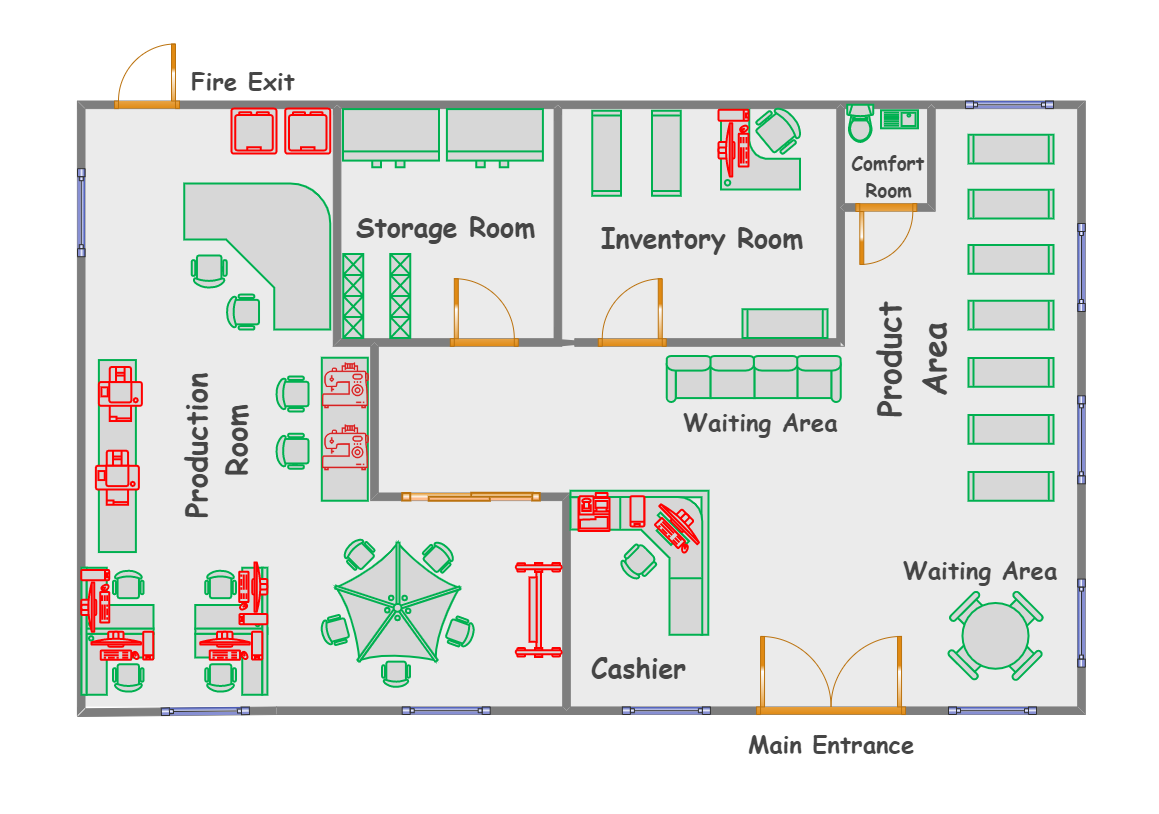 Fire Exit
Comfort
Room
Storage Room
Inventory Room
Product
Area
Waiting Area
Production
Room
Waiting Area
Cashier
Main Entrance